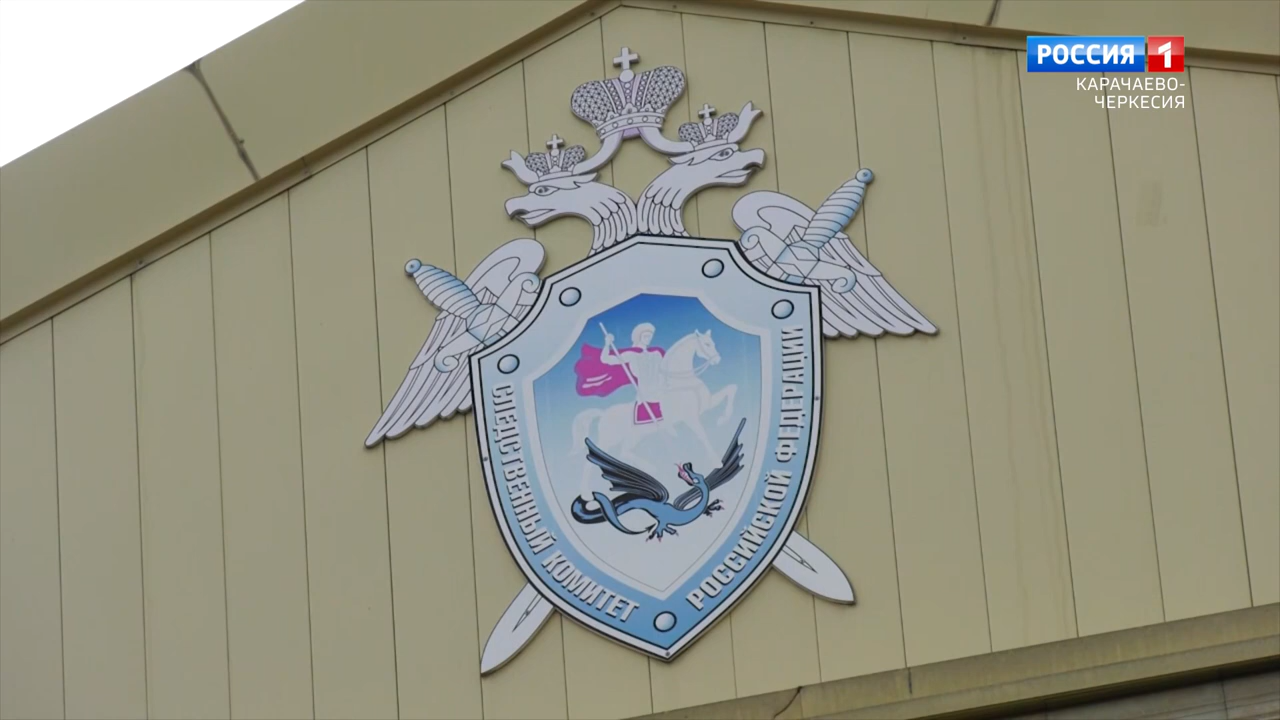 РОССИЯ 1
КАРАЧАЕВО-
ЧЕРКЕСИЯ
СЛЕДСТВЕННЫЙ КОМИТЕТ
РОССИЙСКОЙ ФЕДЕРАЦИИ